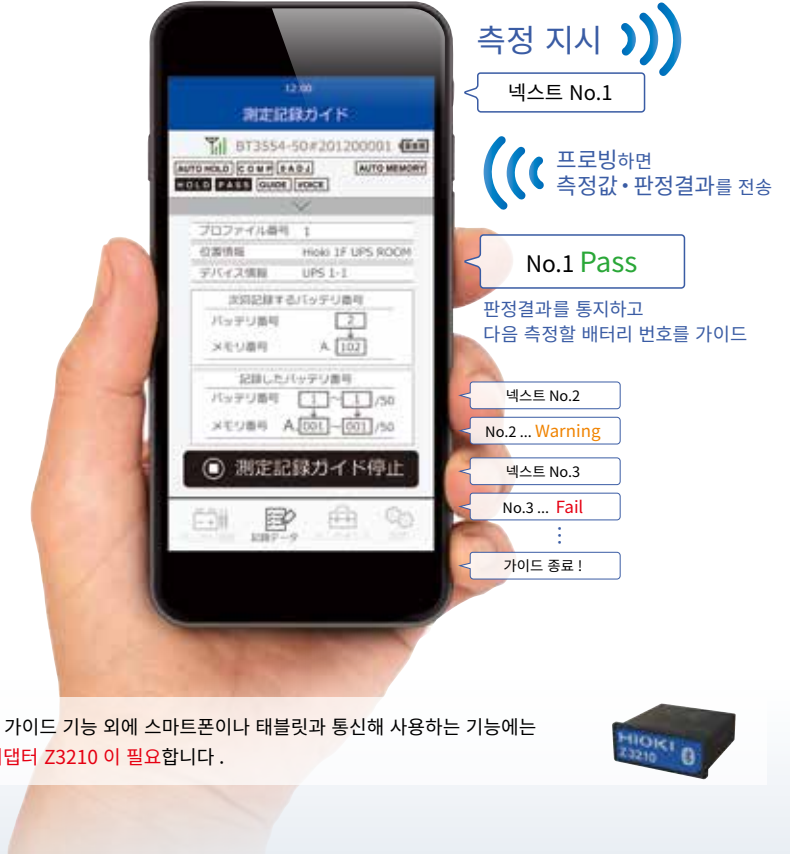 측정 지시
넥스트 No.1
프로빙하면
측정값・판정결과를 전송
No.1 Pass
판정결과를 통지하고
다음 측정할 배터리 번호를 가이드
넥스트 No.2
No.2 ... Warning
넥스트 No.3
No.3 ... Fail
가이드 종료 !
12:00
測定記録ガイド
BT3554-50#201200001
AUTO HOLD COMP 0 ADJ AUTO MEMORY
HOLD PASS GUIDE VOICE
プロファイル番号 1
位置情報 Hioki 1F UPS ROOM
デバイス情報 UPS 1-1
次回記録するバッテリ番号
バッテリ番号 2
メモリ番号 A. 102
記録したバッテリ番号
バッテリ番号 1 ~ 1 /50
メモリ番号 A. 001 ~ 001 /50
測定記録ガイド停止
記録データ
가이드 기능 외에 스마트폰이나 태블릿과 통신해 사용하는 기능에는
댑터 Z3210 이 필요합니다 .
HIOKI
Z3210